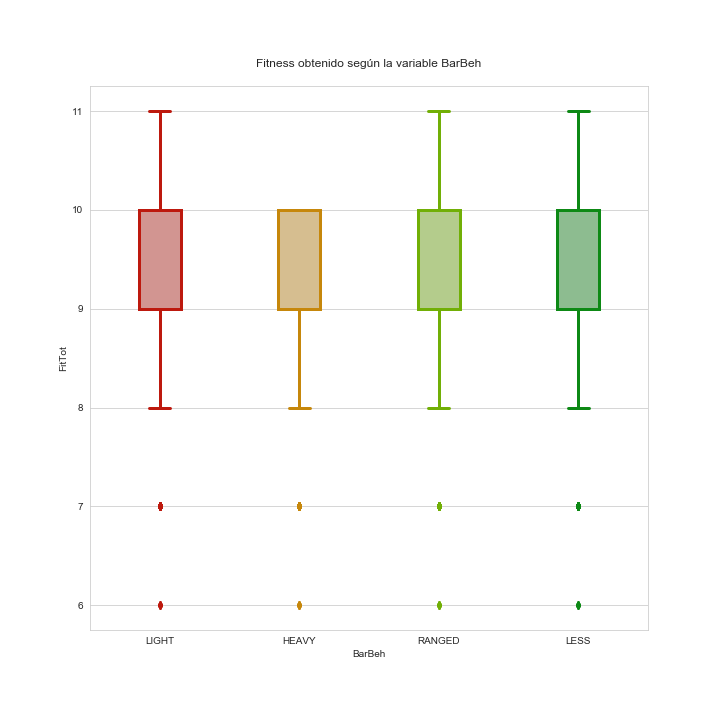 Fitness obtenido según la variable BarBeh
11
10
9
8
7
6
FitTot
LIGHT HEAVY RANGED LESS
BarBeh